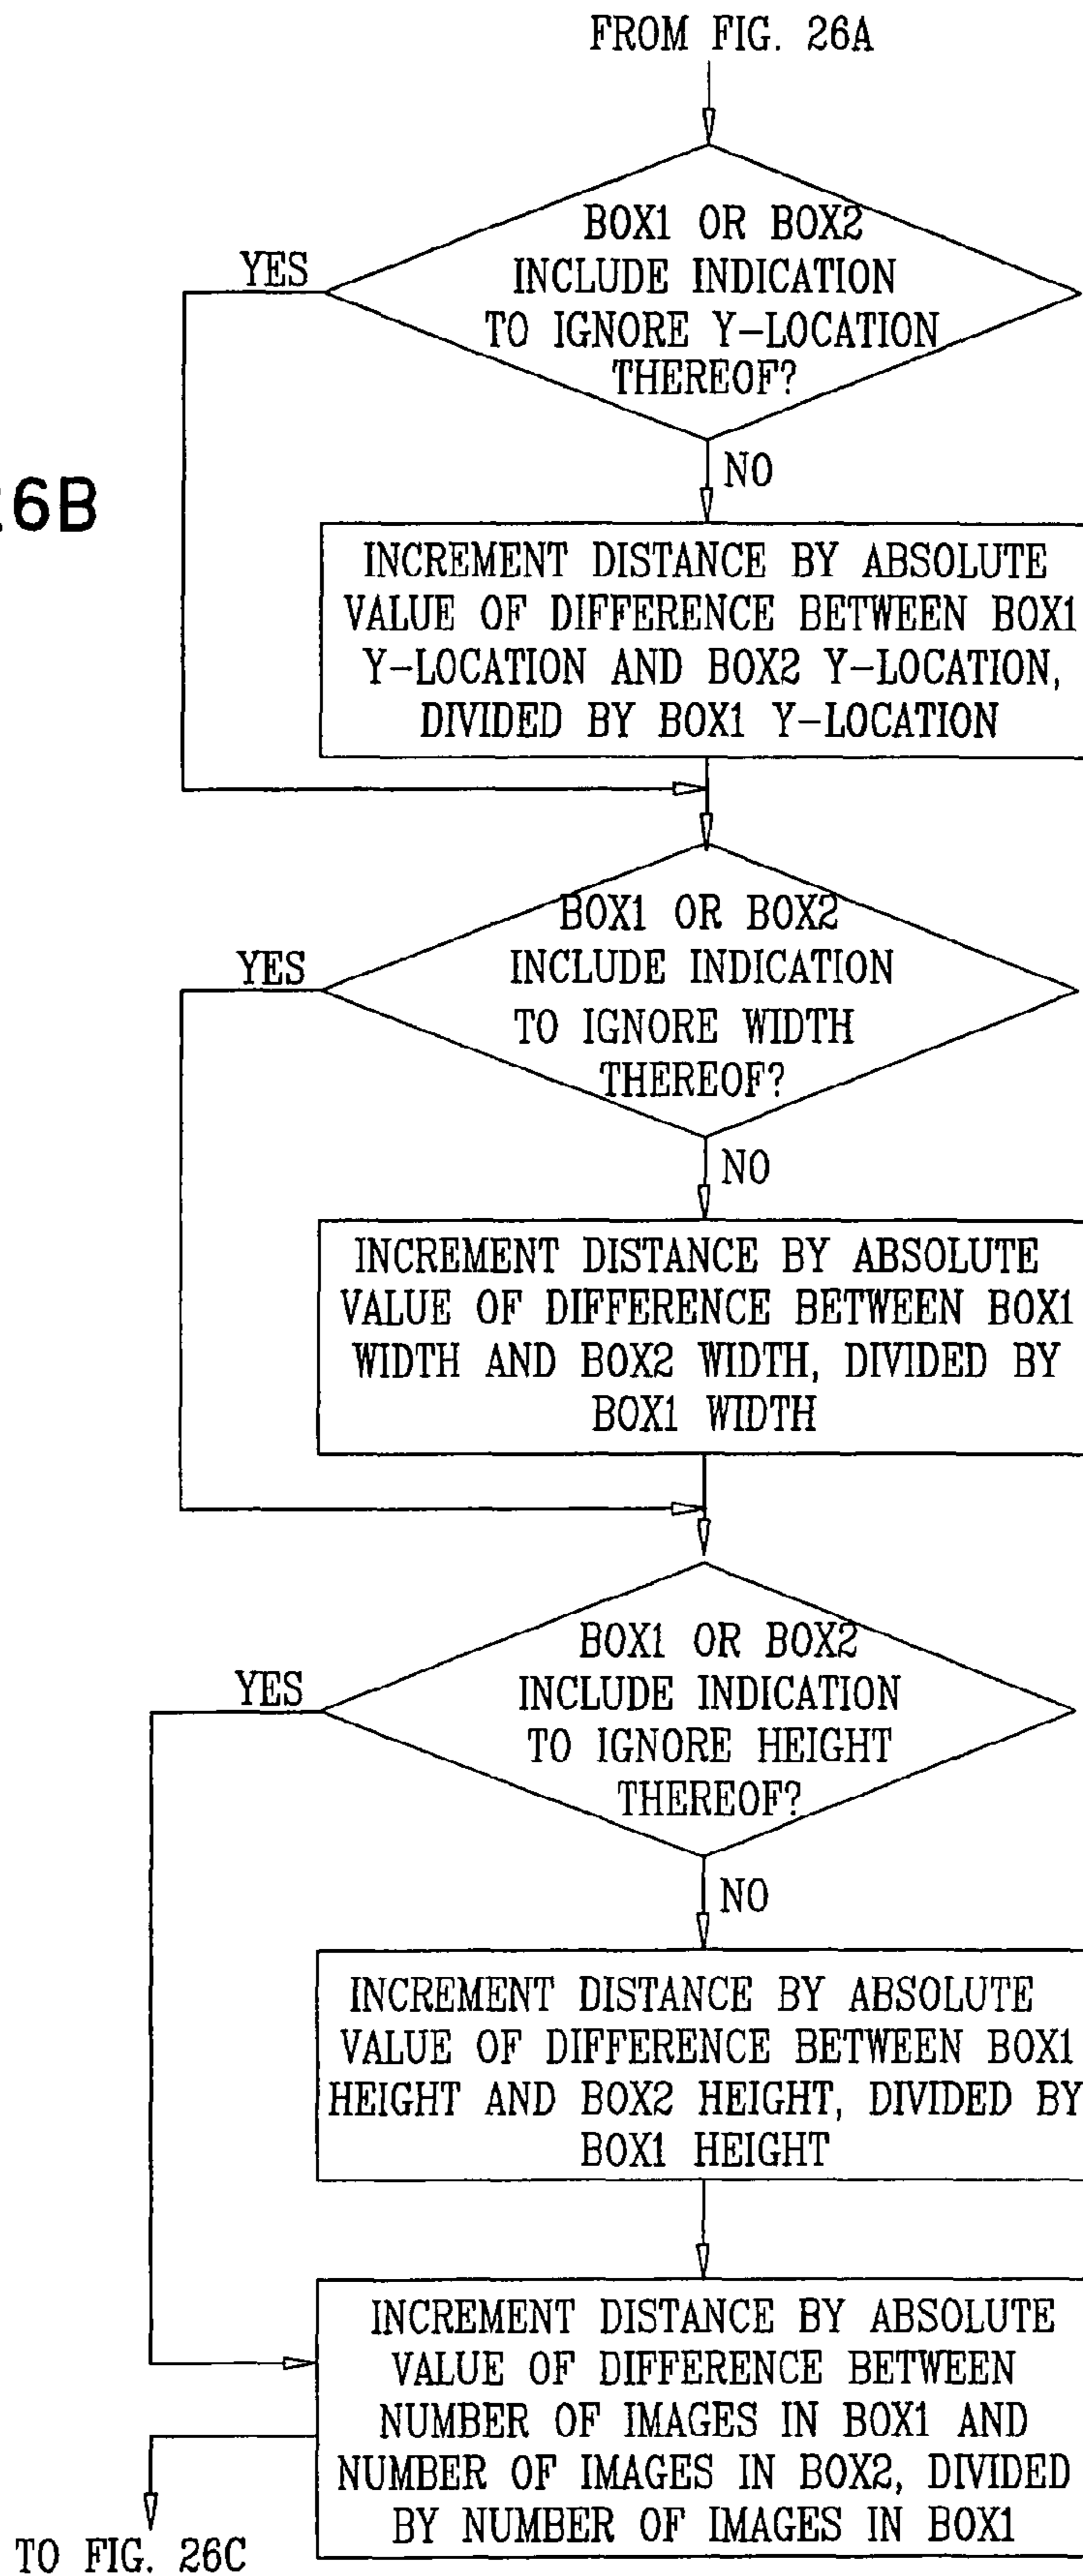 FROM FIG. 26A
BOX1 OR BOX2
INCLUDE INDICATION
TO IGNORE Y-LOCATION
THEREOF?
YES
NO
26B
INCREMENT DISTANCE BY ABSOLUTE
VALUE OF DIFFERENCE BETWEEN BOX1
Y-LOCATION AND BOX2 Y-LOCATION,
DIVIDED BY BOX1 Y-LOCATION
BOX1 OR BOX2
INCLUDE INDICATION
TO IGNORE WIDTH
THEREOF?
YES
NO
INCREMENT DISTANCE BY ABSOLUTE
VALUE OF DIFFERENCE BETWEEN BOX1
WIDTH AND BOX2 WIDTH, DIVIDED BY
BOX1 WIDTH
BOX1 OR BOX2
INCLUDE INDICATION
TO IGNORE HEIGHT
THEREOF?
YES
NO
INCREMENT DISTANCE BY ABSOLUTE
VALUE OF DIFFERENCE BETWEEN BOX1
HEIGHT AND BOX2 HEIGHT, DIVIDED BY
BOX1 HEIGHT
INCREMENT DISTANCE BY ABSOLUTE
VALUE OF DIFFERENCE BETWEEN
NUMBER OF IMAGES IN BOX1 AND
NUMBER OF IMAGES IN BOX2, DIVIDED
BY NUMBER OF IMAGES IN BOX1
TO FIG. 26C